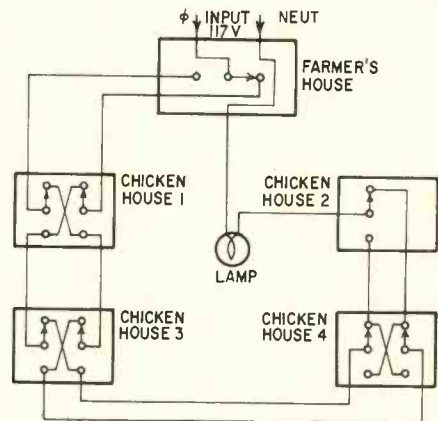 ϕ INPUT NEUT
117V
FARMER'S
HOUSE
CHICKEN
HOUSE 1
CHICKEN
HOUSE 2
LAMP
CHICKEN
HOUSE 3
CHICKEN
HOUSE 4